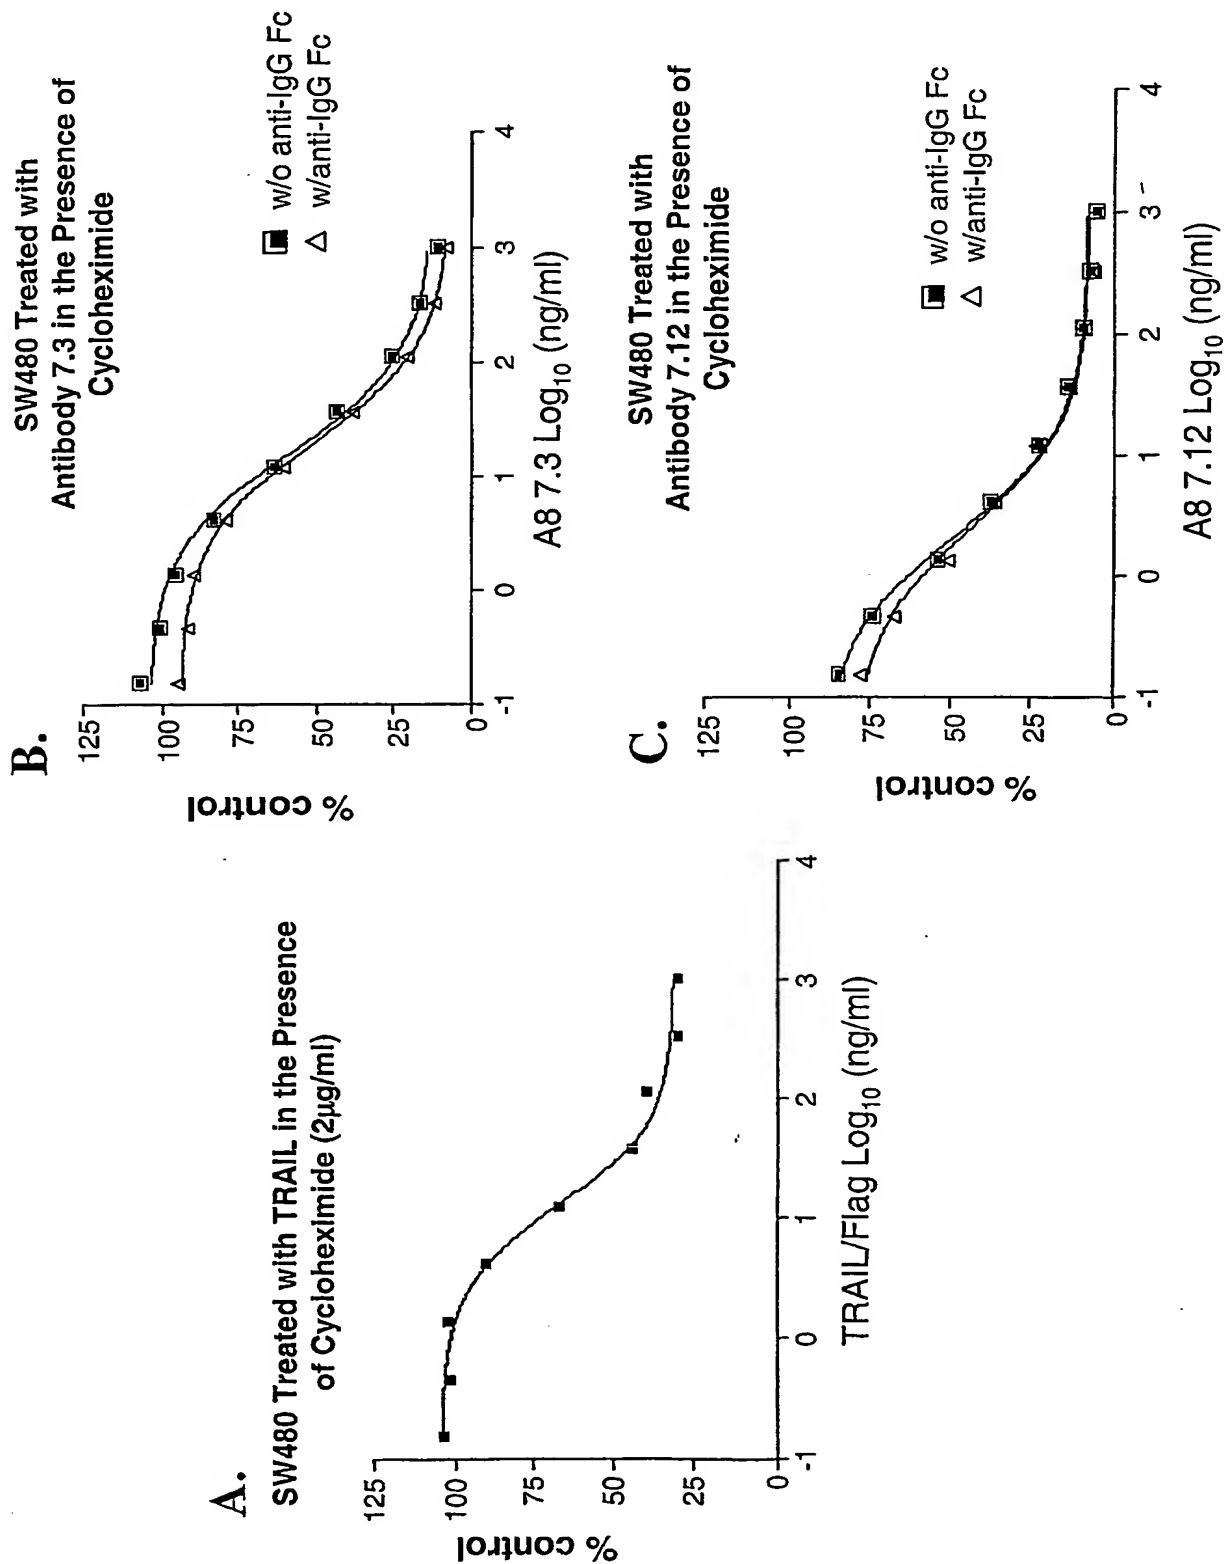 A.
SW480 Treated with TRAIL in the Presence
of Cycloheximide (2µg/ml)
% control
125
100
75
50
25
0
-1
0
1
2
3
4
TRAIL/Flag Log10 (ng/ml)
B.
SW480 Treated with
Antibody 7.3 in the Presence of
Cycloheximide
w/o anti-IgG Fc
w/anti-IgG Fc
% control
125
100
75
50
25
0
-1
0
1
2
3
4
A8 7.3 Log10 (ng/ml)
C.
SW480 Treated with
Antibody 7.12 in the Presence of
Cycloheximide
w/o anti-IgG Fc
w/anti-IgG Fc
% control
125
100
75
50
25
0
-1
0
1
2
3
4
A8 7.12 Log10 (ng/ml)